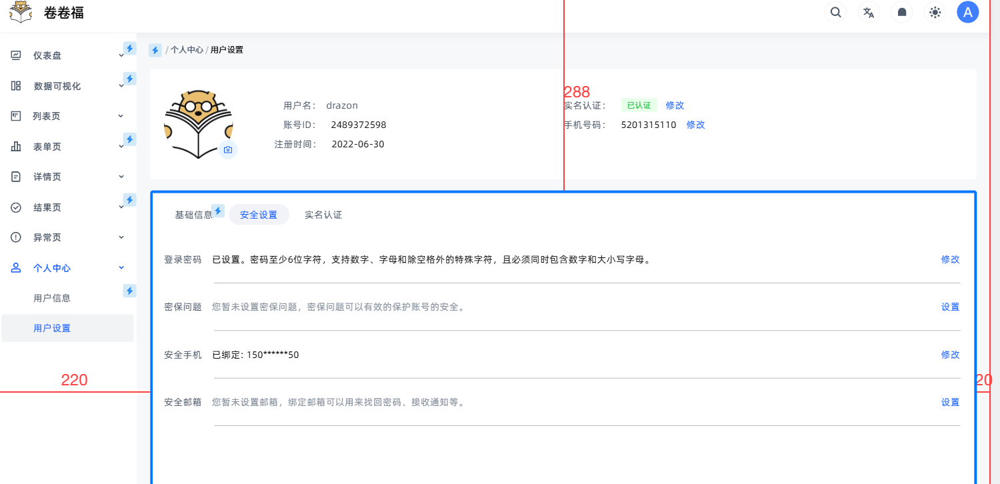 卷卷福
A
仪表盘
数据可视化
列表页
表单页
详情页
结果页
异常页
个人中心
用户信息
用户设置
220
/ 个人中心 / 用户设置
用户名： drazon
账号ID： 2489372598
注册时间： 2022-06-30
288
实名认证： 已认证 修改
手机号码： 5201315110 修改
基础信息 安全设置 实名认证
登录密码 已设置。密码至少6位字符，支持数字、字母和除空格外的特殊字符，且必须同时包含数字和大小写字母。 修改
密保问题 您暂未设置密保问题，密保问题可以有效的保护账号的安全。 设置
安全手机 已绑定: 150******50 修改
20
安全邮箱 您暂未设置邮箱，绑定邮箱可以用来找回密码、接收通知等。 设置